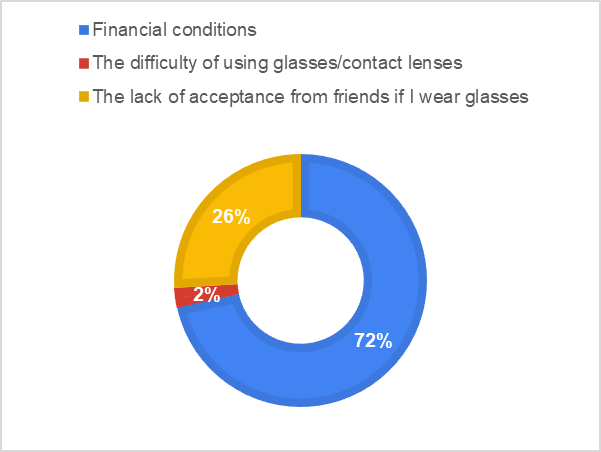 Financial conditions
The difficulty of using glasses/contact lenses
The lack of acceptance from friends if I wear glasses
26%
2%
72%